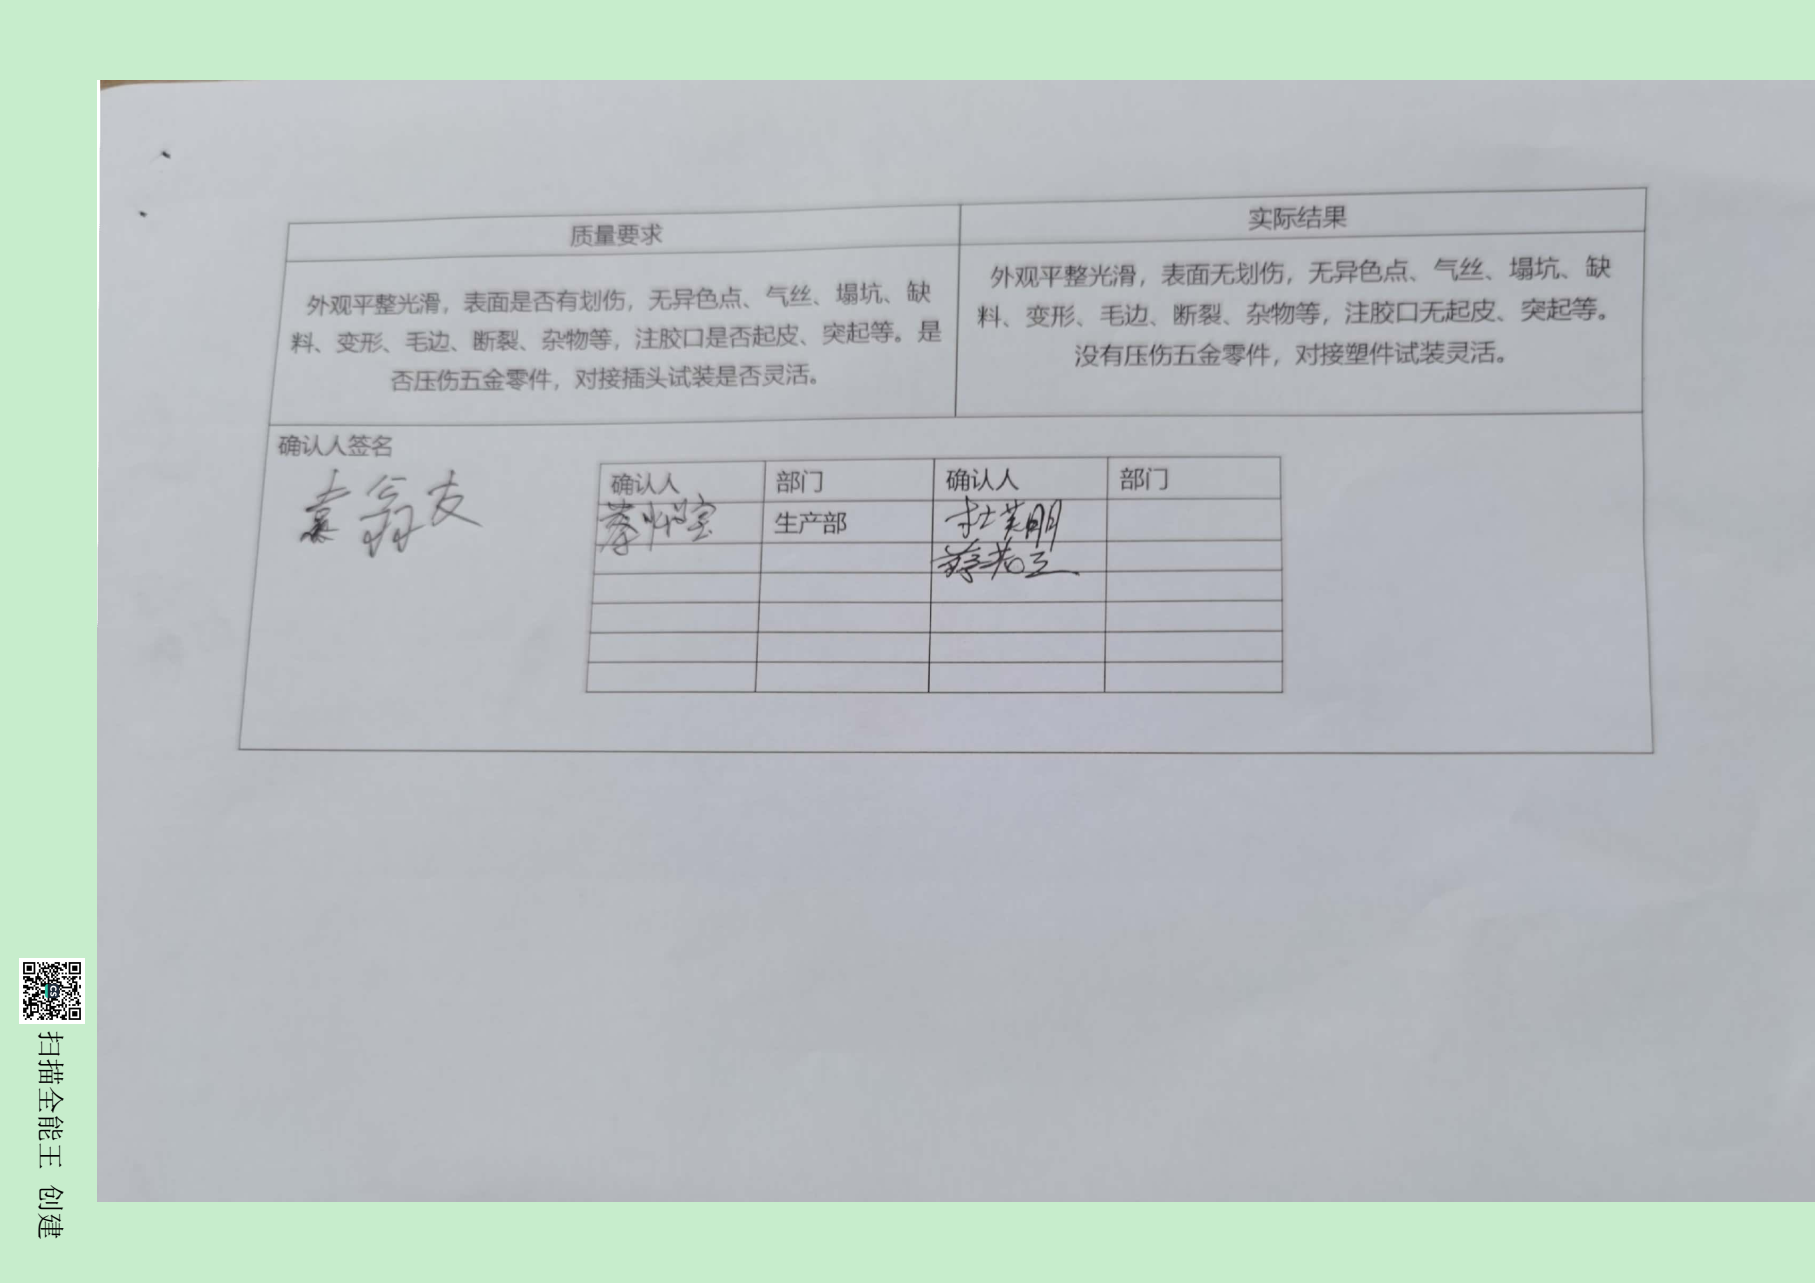 质量要求
实际结果
外观平整光滑，表面是否有划伤，无异色点、气丝、塌坑、缺
料、变形、毛边、断裂、杂物等，注胶口是否起皮、突起等。是
否压伤五金零件，对接插头试装是否灵活。
外观平整光滑，表面无划伤，无异色点、气丝、塌坑、缺
料、变形、毛边、断裂、杂物等，注胶口无起皮、突起等。
没有压伤五金零件，对接塑件试装灵活。
确认人签名
确认人 部门 确认人 部门
生产部
扫描全能王 创建